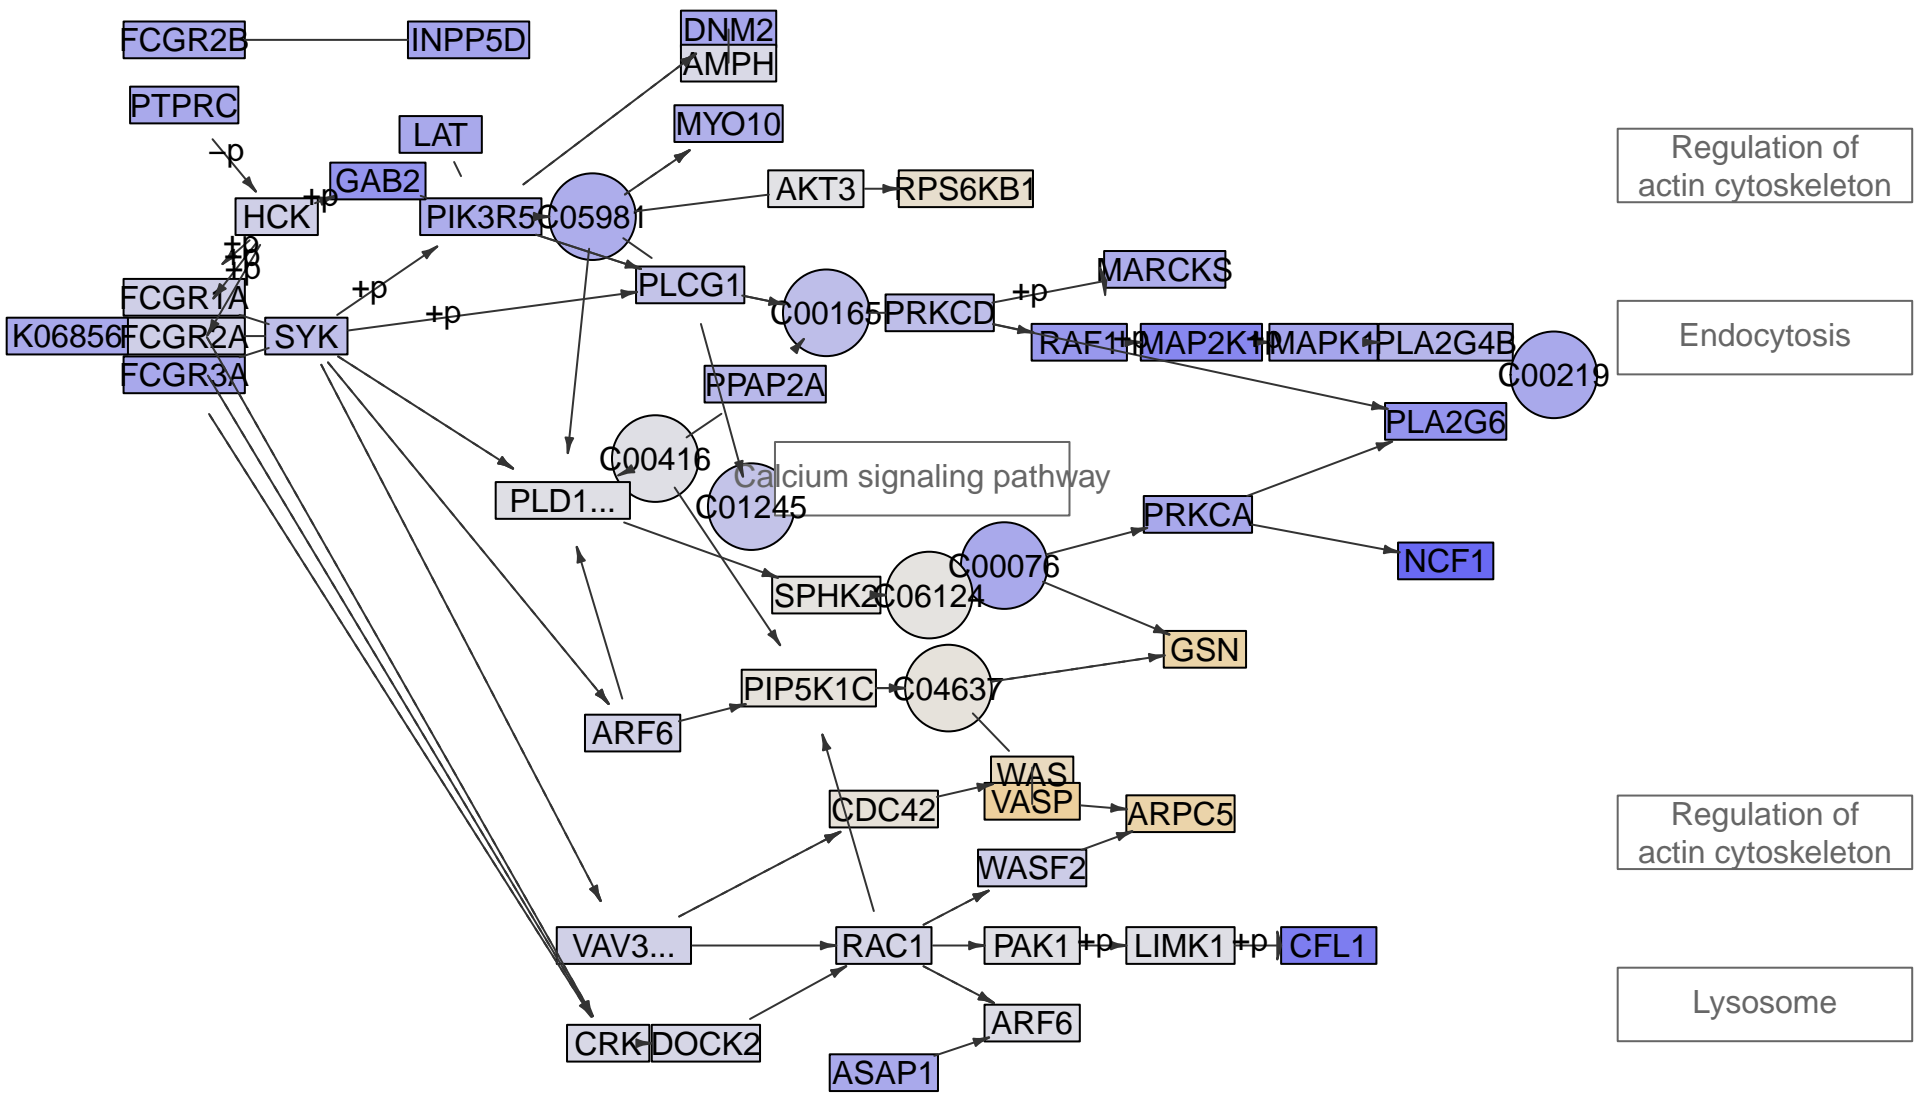 FCGR2B
INPP5D
DNM2
AMPH
PTPRC
LAT
MYO10
Regulation of
actin cytoskeleton
–p
GAB2
+p
HCK
PIK3R5
C05981
AKT3
RPS6KB1
+p
+p
+p
FCGR1A
+p
PLCG1
MARCKS
+p
C00165
PRKCD
+p
K06856
FCGR2A
SYK
RAF1
+p
MAP2K1
+p
MAPK1
PLA2G4B
Endocytosis
FCGR3A
PPAP2A
C00219
PLA2G6
C00416
Calcium signaling pathway
PLD1...
C01245
PRKCA
NCF1
C00076
SPHK2
C06124
GSN
PIP5K1C
C04637
ARF6
WAS
VASP
CDC42
ARPC5
Regulation of
actin cytoskeleton
WASF2
VAV3...
RAC1
PAK1
+p
LIMK1
+p
CFL1
Lysosome
ARF6
CRK
DOCK2
ASAP1